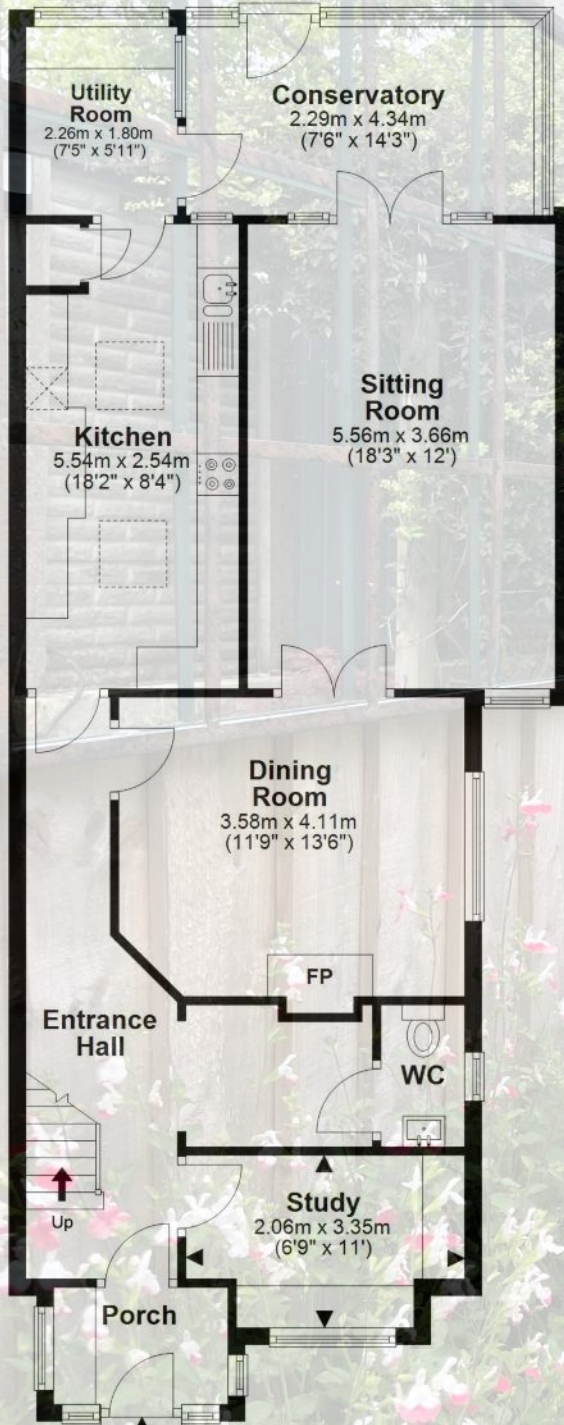 Utility
Room
2.26m x 1.80m
(7'5" x 5'11")
Conservatory
2.29m x 4.34m
(7'6" x 14'3")
Kitchen
5.54m x 2.54m
(18'2" x 8'4")
Sitting
Room
5.56m x 3.66m
(18'3" x 12')
Dining
Room
3.58m x 4.11m
(11'9" x 13'6")
FP
Entrance
Hall
WC
Up
Study
2.06m x 3.35m
(6'9" x 11')
Porch